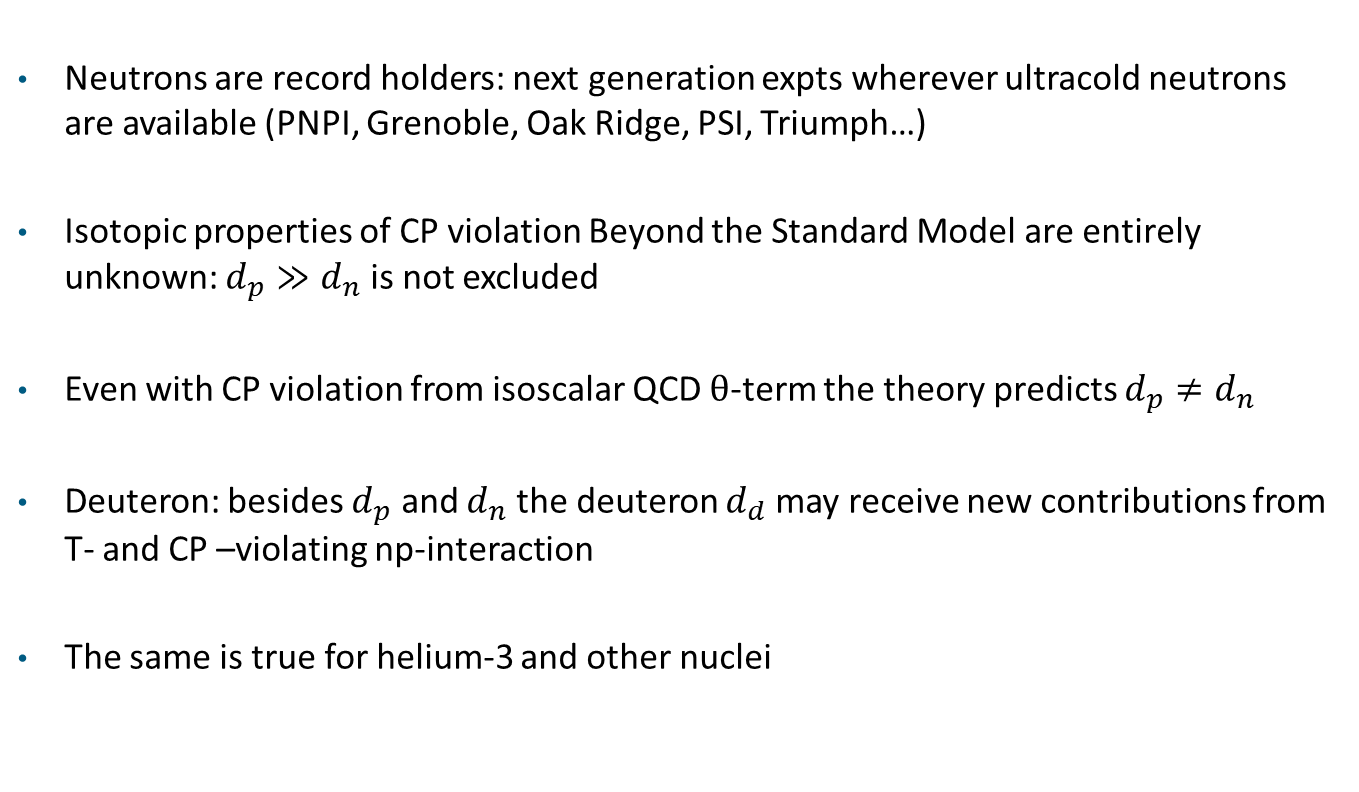 • Neutrons are record holders: next generation expts wherever ultracold neutrons
are available (PNPI, Grenoble, Oak Ridge, PSI, Triumph…)
• Isotopic properties of CP violation Beyond the Standard Model are entirely
unknown: d_p ≫ d_n is not excluded
• Even with CP violation from isoscalar QCD θ-term the theory predicts d_p ≠ d_n
• Deuteron: besides d_p and d_n the deuteron d_d may receive new contributions from
T- and CP –violating np-interaction
• The same is true for helium-3 and other nuclei